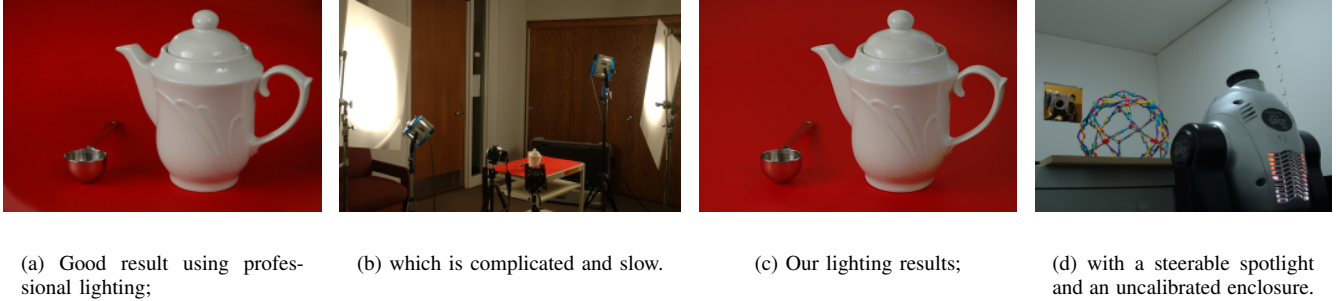 (a) Good result using profes-
sional lighting;
(b) which is complicated and slow.
(c) Our lighting results;
(d) with a steerable spotlight
and an uncalibrated enclosure.